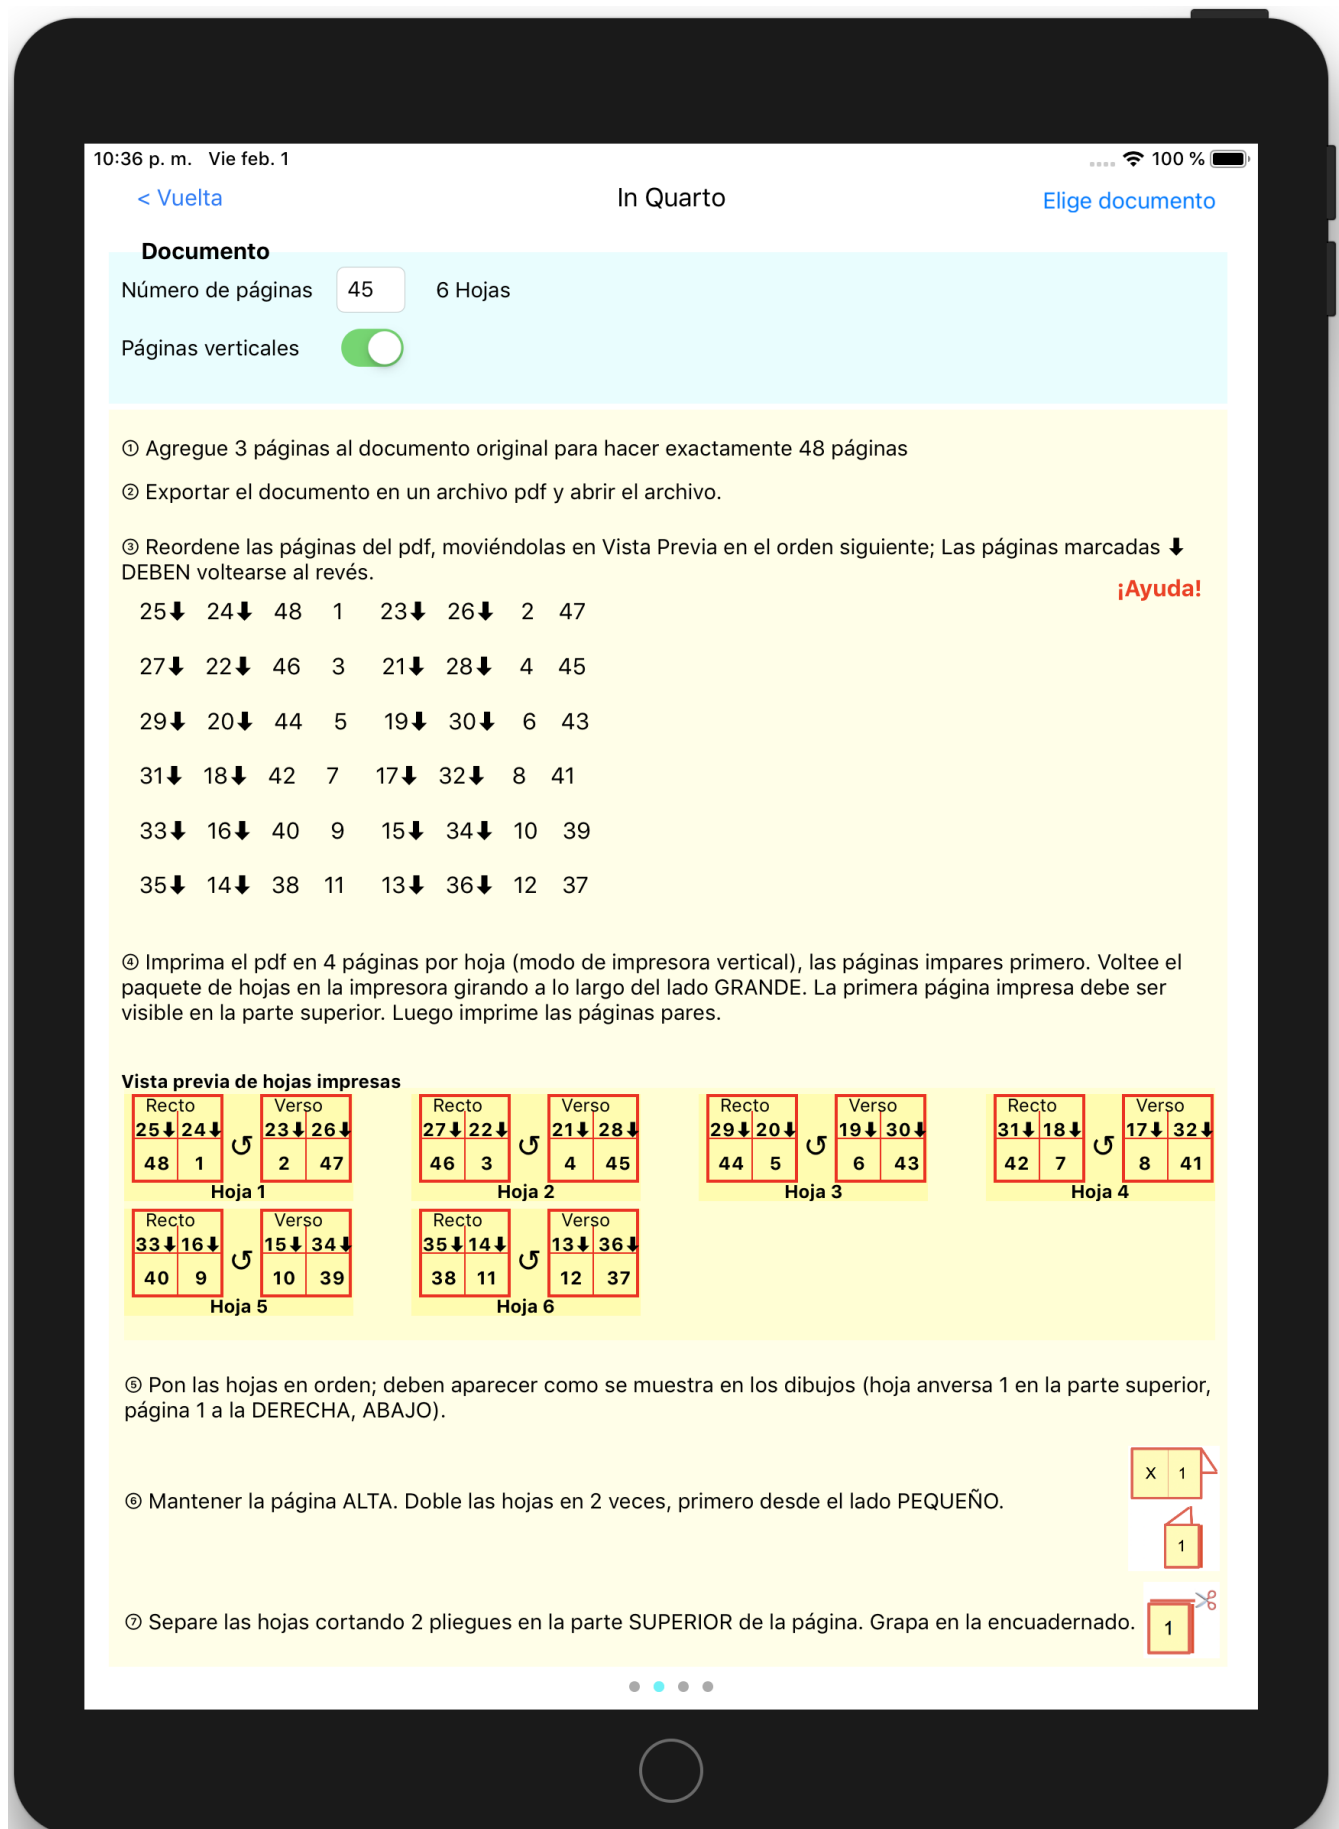 10:36 p. m. Vie feb. 1 100 %
< Vuelta In Quarto Elige documento
Documento
Número de páginas 45 6 Hojas
Páginas verticales
① Agregue 3 páginas al documento original para hacer exactamente 48 páginas
② Exportar el documento en un archivo pdf y abrir el archivo.
③ Reordene las páginas del pdf, moviéndolas en Vista Previa en el orden siguiente; Las páginas marcadas ⬇
DEBEN voltearse al revés.
¡Ayuda!
25⬇ 24⬇ 48 1 23⬇ 26⬇ 2 47
27⬇ 22⬇ 46 3 21⬇ 28⬇ 4 45
29⬇ 20⬇ 44 5 19⬇ 30⬇ 6 43
31⬇ 18⬇ 42 7 17⬇ 32⬇ 8 41
33⬇ 16⬇ 40 9 15⬇ 34⬇ 10 39
35⬇ 14⬇ 38 11 13⬇ 36⬇ 12 37
④ Imprima el pdf en 4 páginas por hoja (modo de impresora vertical), las páginas impares primero. Voltee el
paquete de hojas en la impresora girando a lo largo del lado GRANDE. La primera página impresa debe ser
visible en la parte superior. Luego imprime las páginas pares.
Vista previa de hojas impresas
Recto Verso Recto Verso Recto Verso Recto Verso
25⬇ 24⬇ 23⬇ 26⬇ 27⬇ 22⬇ 21⬇ 28⬇ 29⬇ 20⬇ 19⬇ 30⬇ 31⬇ 18⬇ 17⬇ 32⬇
48 1 ↺ 2 47 46 3 ↺ 4 45 44 5 ↺ 6 43 42 7 ↺ 8 41
Hoja 1 Hoja 2 Hoja 3 Hoja 4
Recto Verso Recto Verso
33⬇ 16⬇ 15⬇ 34⬇ 35⬇ 14⬇ 13⬇ 36⬇
40 9 ↺ 10 39 38 11 ↺ 12 37
Hoja 5 Hoja 6
⑤ Pon las hojas en orden; deben aparecer como se muestra en los dibujos (hoja anversa 1 en la parte superior,
página 1 a la DERECHA, ABAJO).
X 1
⑥ Mantener la página ALTA. Doble las hojas en 2 veces, primero desde el lado PEQUEÑO.
1
⑦ Separe las hojas cortando 2 pliegues en la parte SUPERIOR de la página. Grapa en la encuadernado.
1